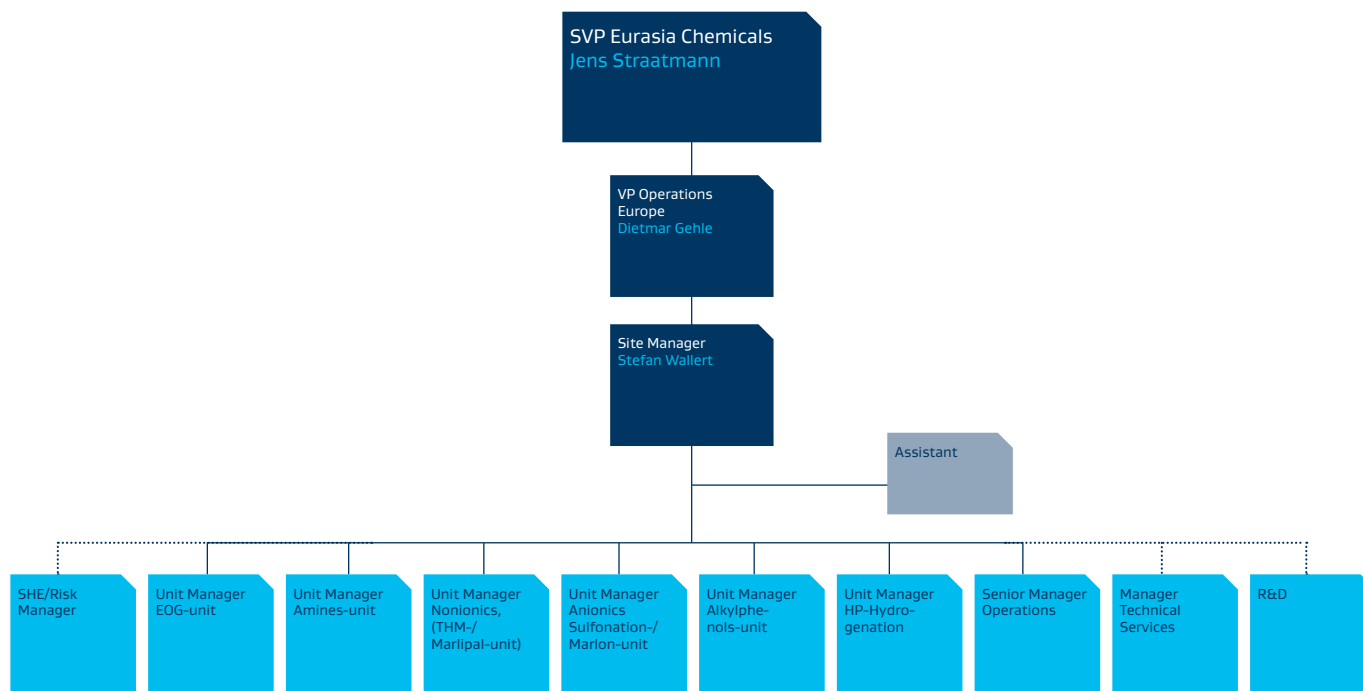 SVP Eurasia Chemicals
Jens Straatmann
VP Operations
Europe
Dietmar Gehle
Site Manager
Stefan Wallert
Assistant
SHE/Risk
Manager
Unit Manager
EOG-unit
Unit Manager
Amines-unit
Unit Manager
Nonionics,
(THM-/
Marlipal-unit)
Unit Manager
Anionics
Sulfonation-/
Marlon-unit
Unit Manager
Alkylphe-
nols-unit
Unit Manager
HP-Hydro-
genation
Senior Manager
Operations
Manager
Technical
Services
R&D